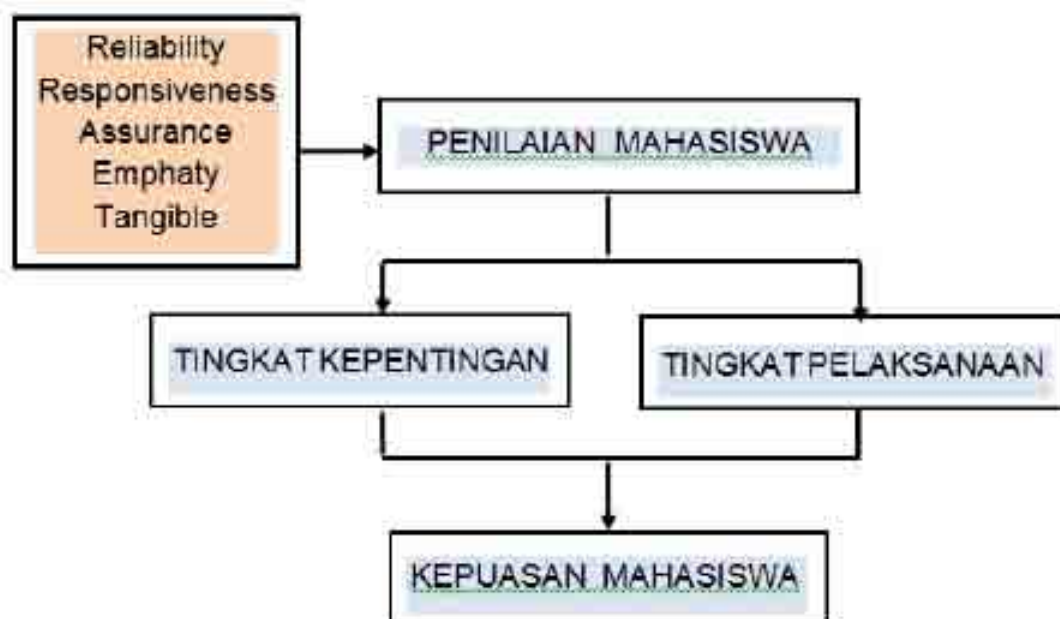 Reliability
Responsiveness
Assurance
Emphaty
Tangible
PENILAIAN MAHASISWA
TINGKAT KEPENTINGAN
TINGKAT PELAKSANAAN
KEPUASAN MAHASISWA